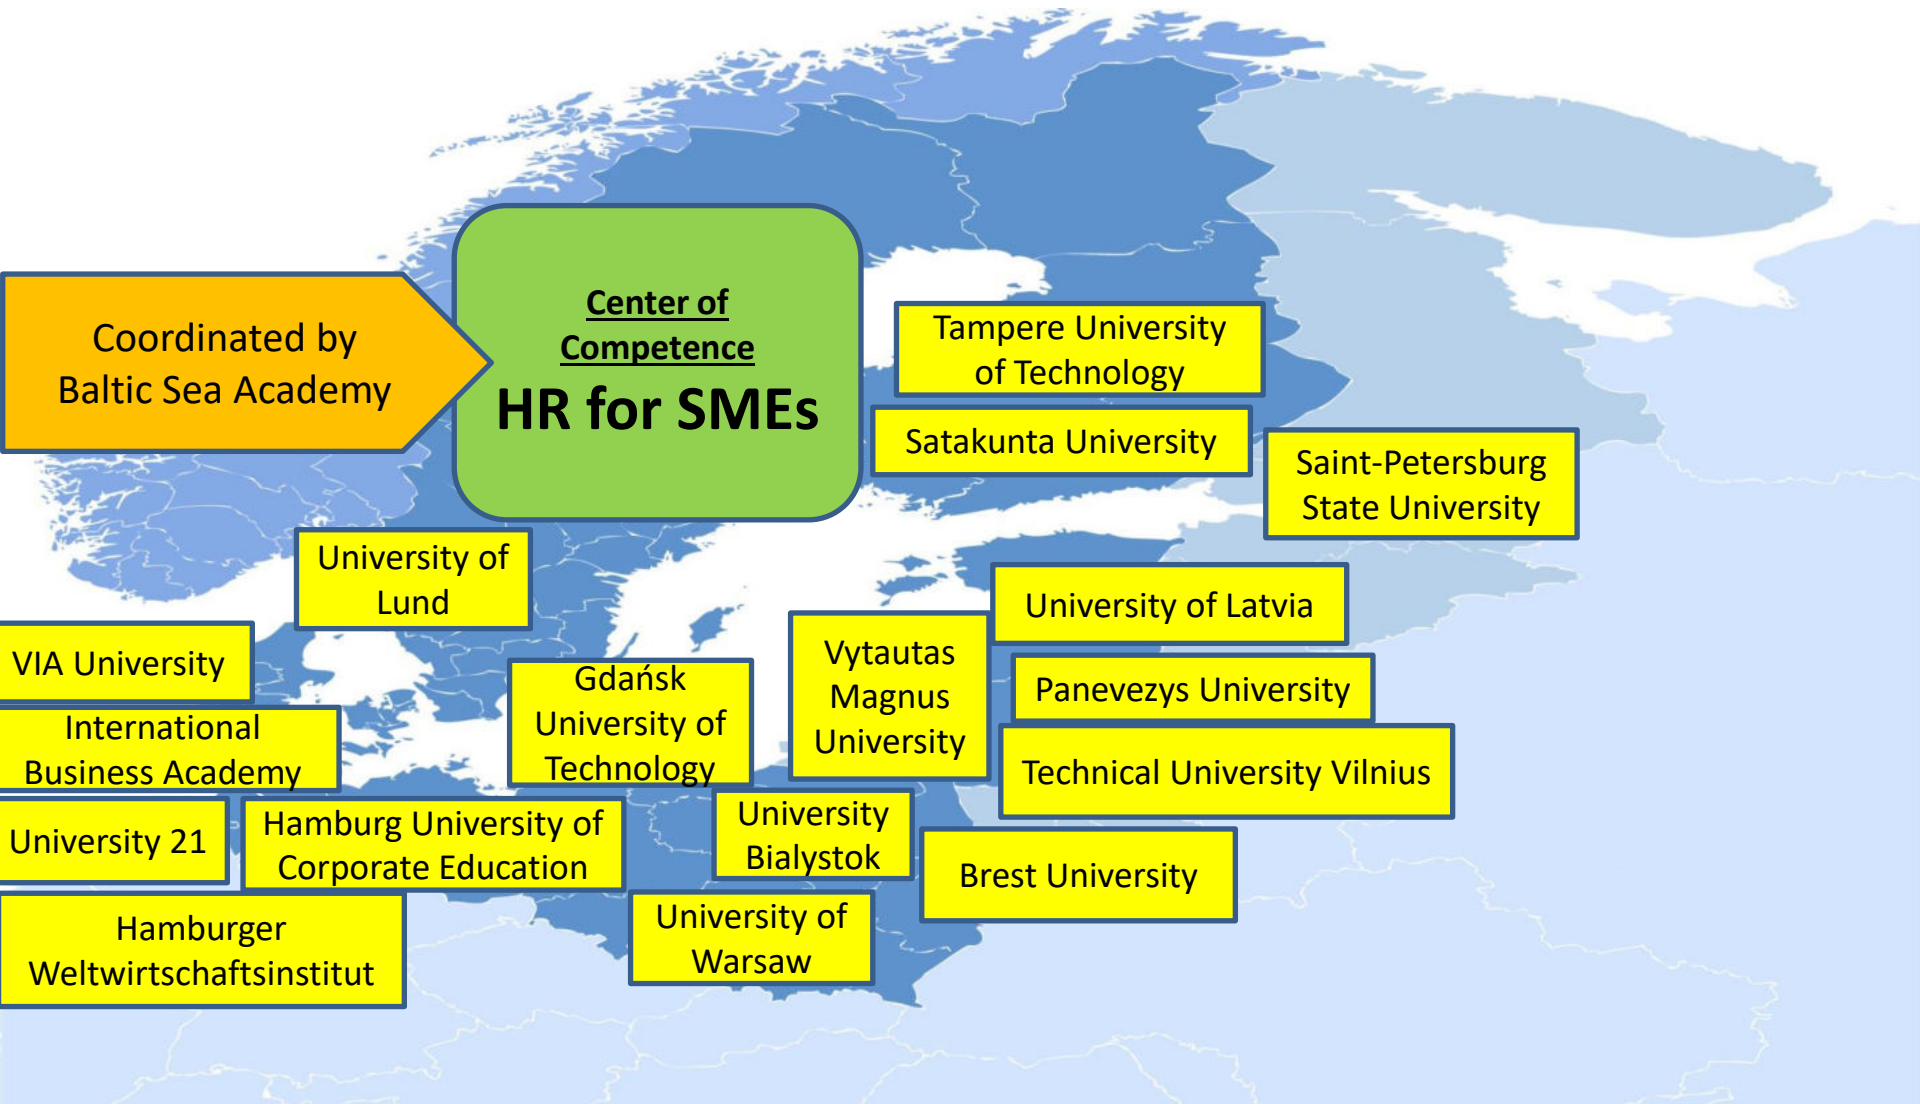 Coordinated by
Baltic Sea Academy
Center of
Competence
HR for SMEs
Tampere University
of Technology
Satakunta University
Saint-Petersburg
State University
University of
Lund
University of Latvia
VIA University
Vytautas
Magnus
University
Panevezys University
Gdańsk
University of
Technology
International
Business Academy
Technical University Vilnius
University 21
Hamburg University of
Corporate Education
University
Bialystok
Brest University
Hamburger
Weltwirtschaftsinstitut
University of
Warsaw